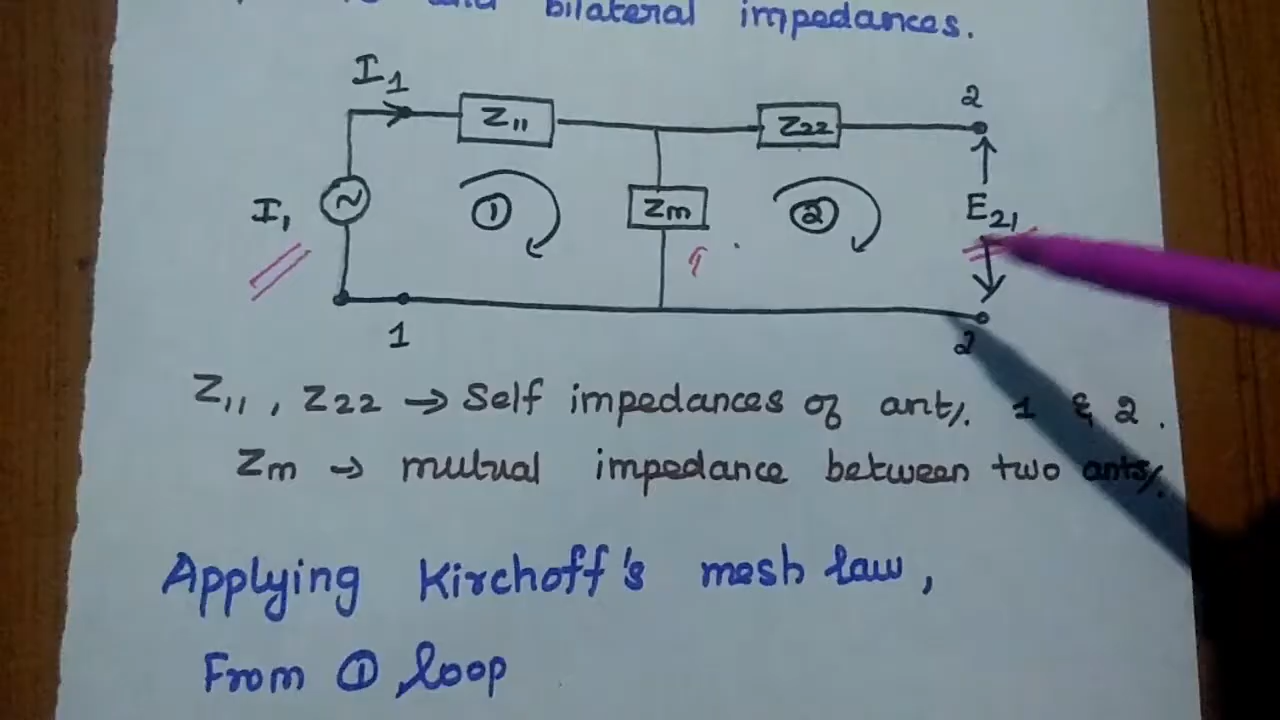 and bilateral impedances.
I1
Z11
Z22
2
I1
~
1
Zm
2
E21
1
2
Z11, Z22 → Self impedances of ant/. 1 & 2.
Zm → mutual impedance between two ants/.
Applying Kirchoff's mesh law,
From ① loop